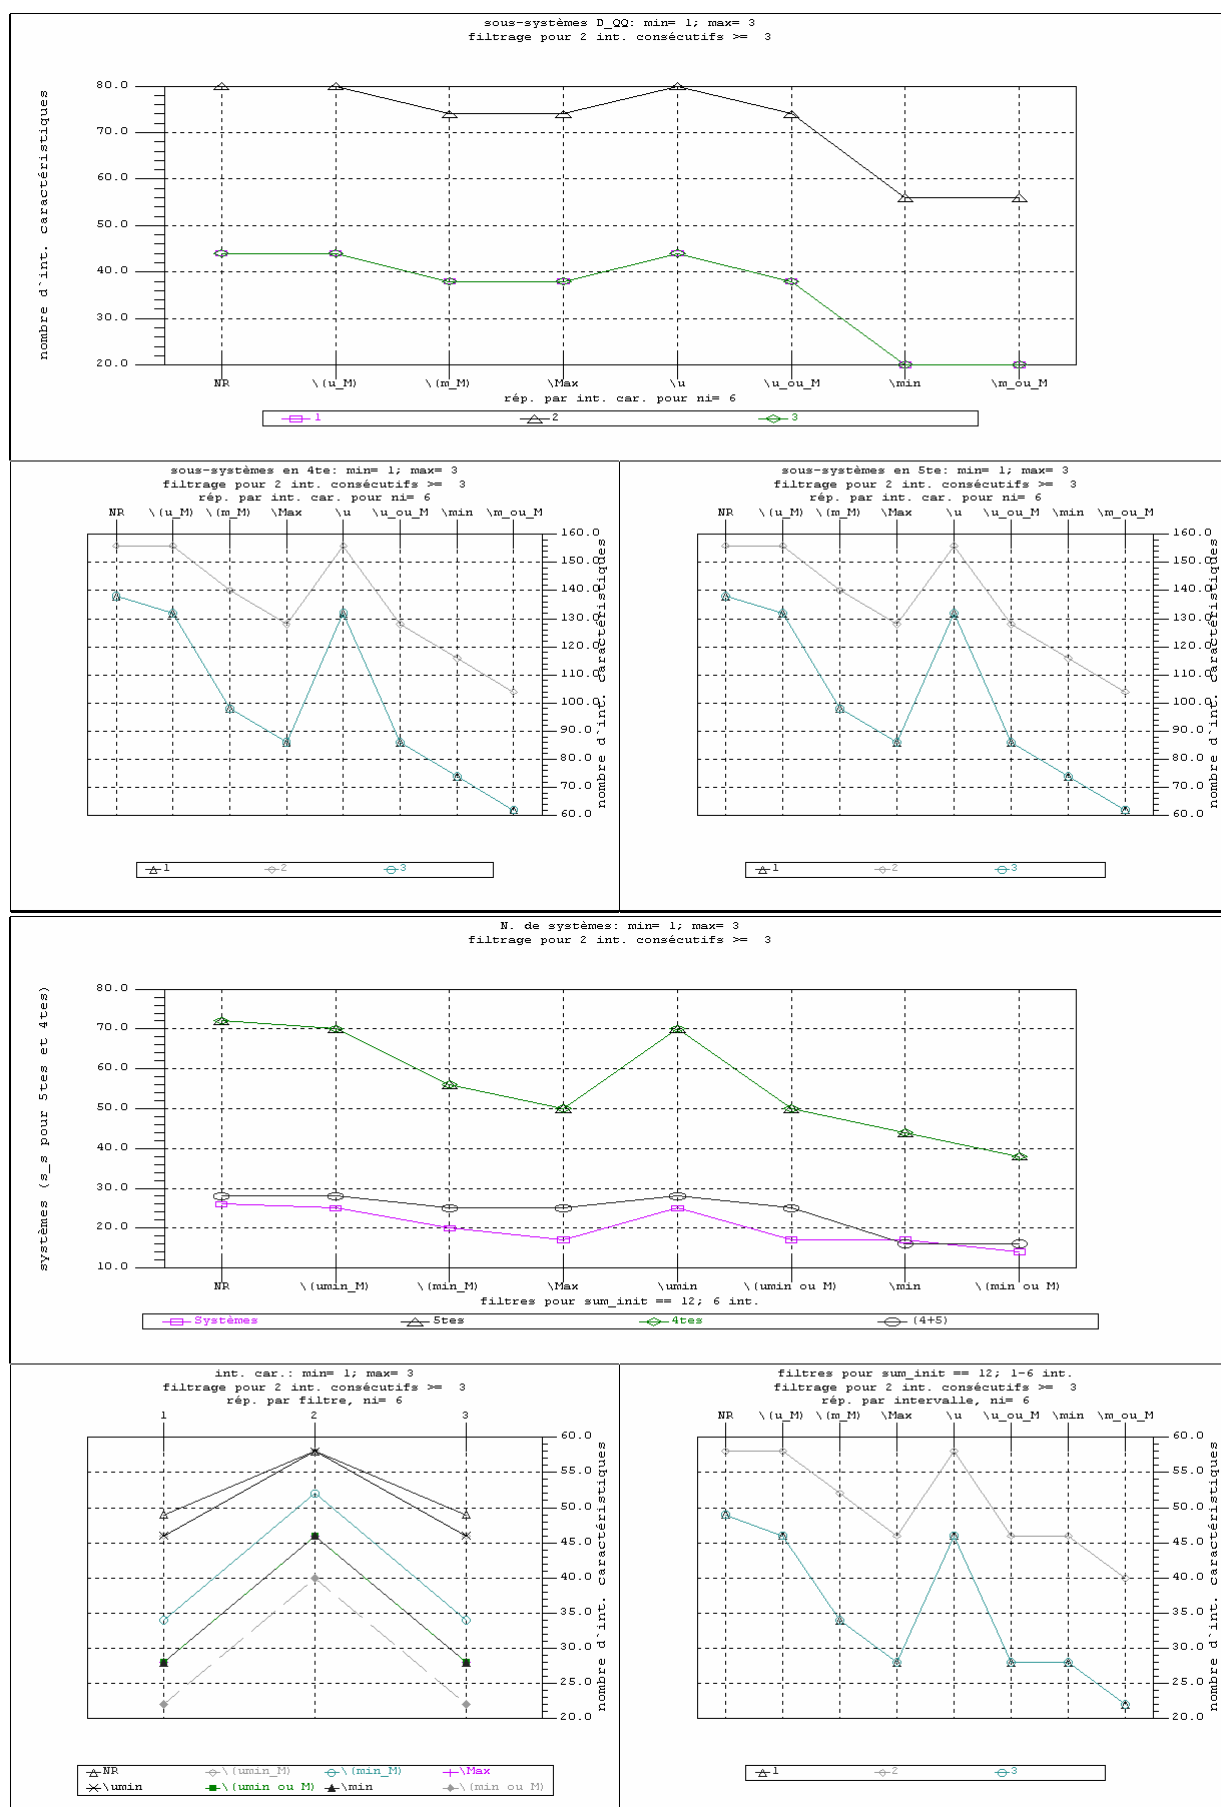 sous-systèmes D_QQ: min= 1; max= 3
filtrage pour 2 int. consécutifs >=  3
nombre d`int. caractéristiques
80.0
70.0
60.0
50.0
40.0
30.0
20.0
NR \(u_M) \(m_M) \Max \u \u_ou_M \min \m_ou_M
rép. par int. car. pour ni= 6
1 2 3
sous-systèmes en 4te: min= 1; max= 3
filtrage pour 2 int. consécutifs >=  3
rép. par int. car. pour ni= 6
NR \(u_M) \(m_M) \Max \u \u_ou_M \min \m_ou_M
160.0
150.0
140.0
130.0
120.0
110.0
100.0
90.0
80.0
70.0
60.0
nombre d`int. caractéristiques
1 2 3
sous-systèmes en 5te: min= 1; max= 3
filtrage pour 2 int. consécutifs >=  3
rép. par int. car. pour ni= 6
NR \(u_M) \(m_M) \Max \u \u_ou_M \min \m_ou_M
160.0
150.0
140.0
130.0
120.0
110.0
100.0
90.0
80.0
70.0
60.0
nombre d`int. caractéristiques
1 2 3
N. de systèmes: min= 1; max= 3
filtrage pour 2 int. consécutifs >=  3
systèmes (s_s pour 5tes et 4tes)
80.0
70.0
60.0
50.0
40.0
30.0
20.0
10.0
NR \(umin_M) \(min_M) \Max \umin \(umin ou M) \min \(min ou M)
filtres pour sum_init == 12; 6 int.
Systèmes 5tes 4tes (4+5)
int. car.: min= 1; max= 3
filtrage pour 2 int. consécutifs >=  3
rép. par filtre, ni= 6
1 2 3
60.0
55.0
50.0
45.0
40.0
35.0
30.0
25.0
20.0
nombre d`int. caractéristiques
NR \(umin_M) \(min_M) \Max
\umin \(umin ou M) \min \(min ou M)
filtres pour sum_init == 12; 1-6 int.
filtrage pour 2 int. consécutifs >=  3
rép. par intervalle, ni= 6
NR \(u_M) \(m_M) \Max \u \u_ou_M \min \m_ou_M
60.0
55.0
50.0
45.0
40.0
35.0
30.0
25.0
20.0
nombre d`int. caractéristiques
1 2 3